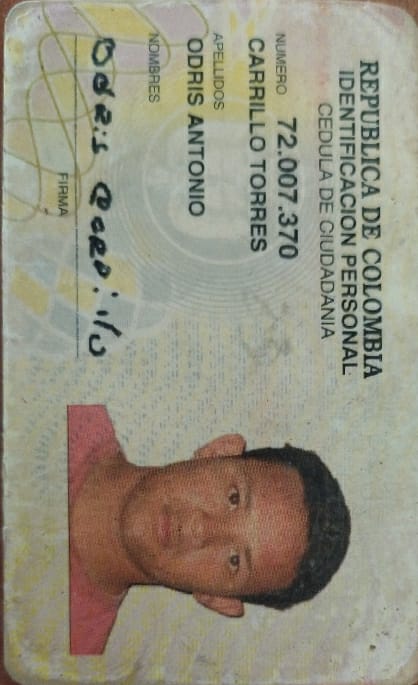 REPUBLICA DE COLOMBIA
IDENTIFICACION PERSONAL
CEDULA DE CIUDADANIA
NUMERO 72.007.370
CARRILLO TORRES
APELLIDOS
ODRIS ANTONIO
NOMBRES
Odris Carrillo
FIRMA